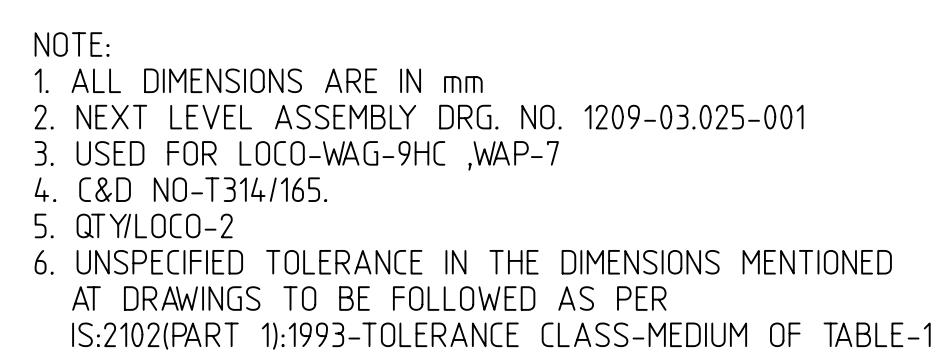 NOTE:
1. ALL DIMENSIONS ARE IN mm
2. NEXT LEVEL ASSEMBLY DRG. NO. 1209-03.025-001
3. USED FOR LOCO-WAG-9HC ,WAP-7
4. C&D NO-T314/165.
5. QTY/LOCO-2
6. UNSPECIFIED TOLERANCE IN THE DIMENSIONS MENTIONED
AT DRAWINGS TO BE FOLLOWED AS PER
IS:2102(PART 1):1993-TOLERANCE CLASS-MEDIUM OF TABLE-1